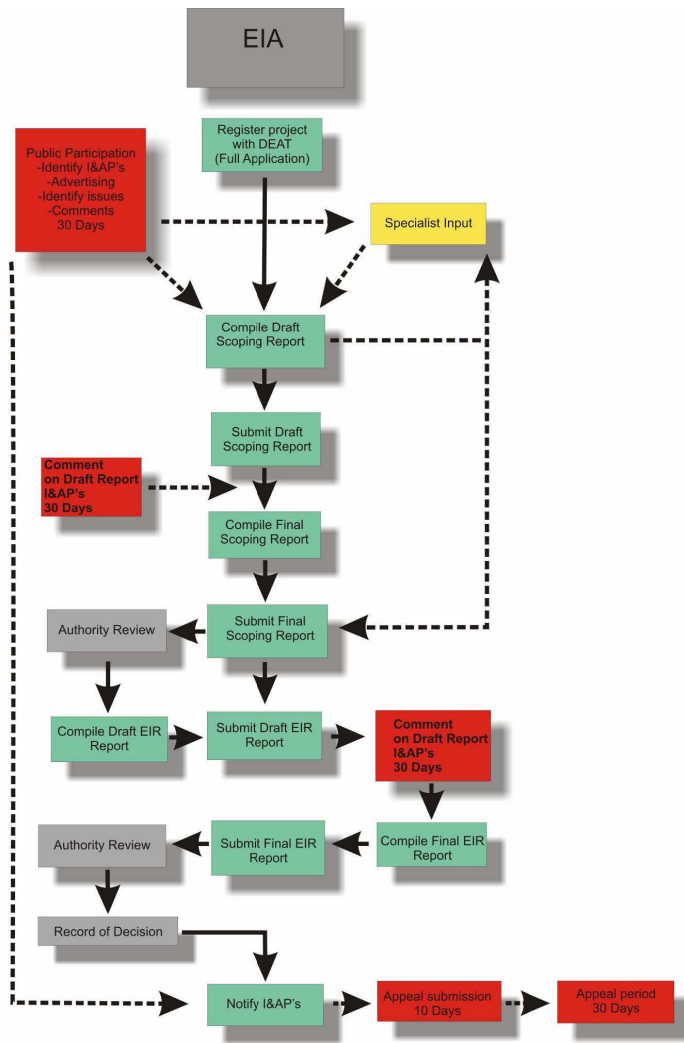 EIA
Register project
with DEAT
(Full Application)
Public Participation
-Identify I&AP's
-Advertising
-Identify issues
-Comments
30 Days
Specialist Input
Compile Draft
Scoping Report
Submit Draft
Scoping Report
Comment
on Draft Report
I&AP's
30 Days
Compile Final
Scoping Report
Submit Final
Scoping Report
Authority Review
Compile Draft EIR
Report
Submit Draft EIR
Report
Comment
on Draft Report
I&AP's
30 Days
Authority Review
Submit Final EIR
Report
Compile Final EIR
Report
Record of Decision
Notify I&AP's
Appeal submission
10 Days
Appeal period
30 Days